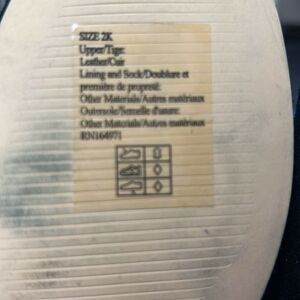 SIZE 2K
Upper/Tige:
Leather/Cuir
Lining and Sock/Doublure et
première de propreté:
Other Materials/Autres matériaux
Outersole/Semelle d'usure:
Other Materials/Autres matériaux
RN164971